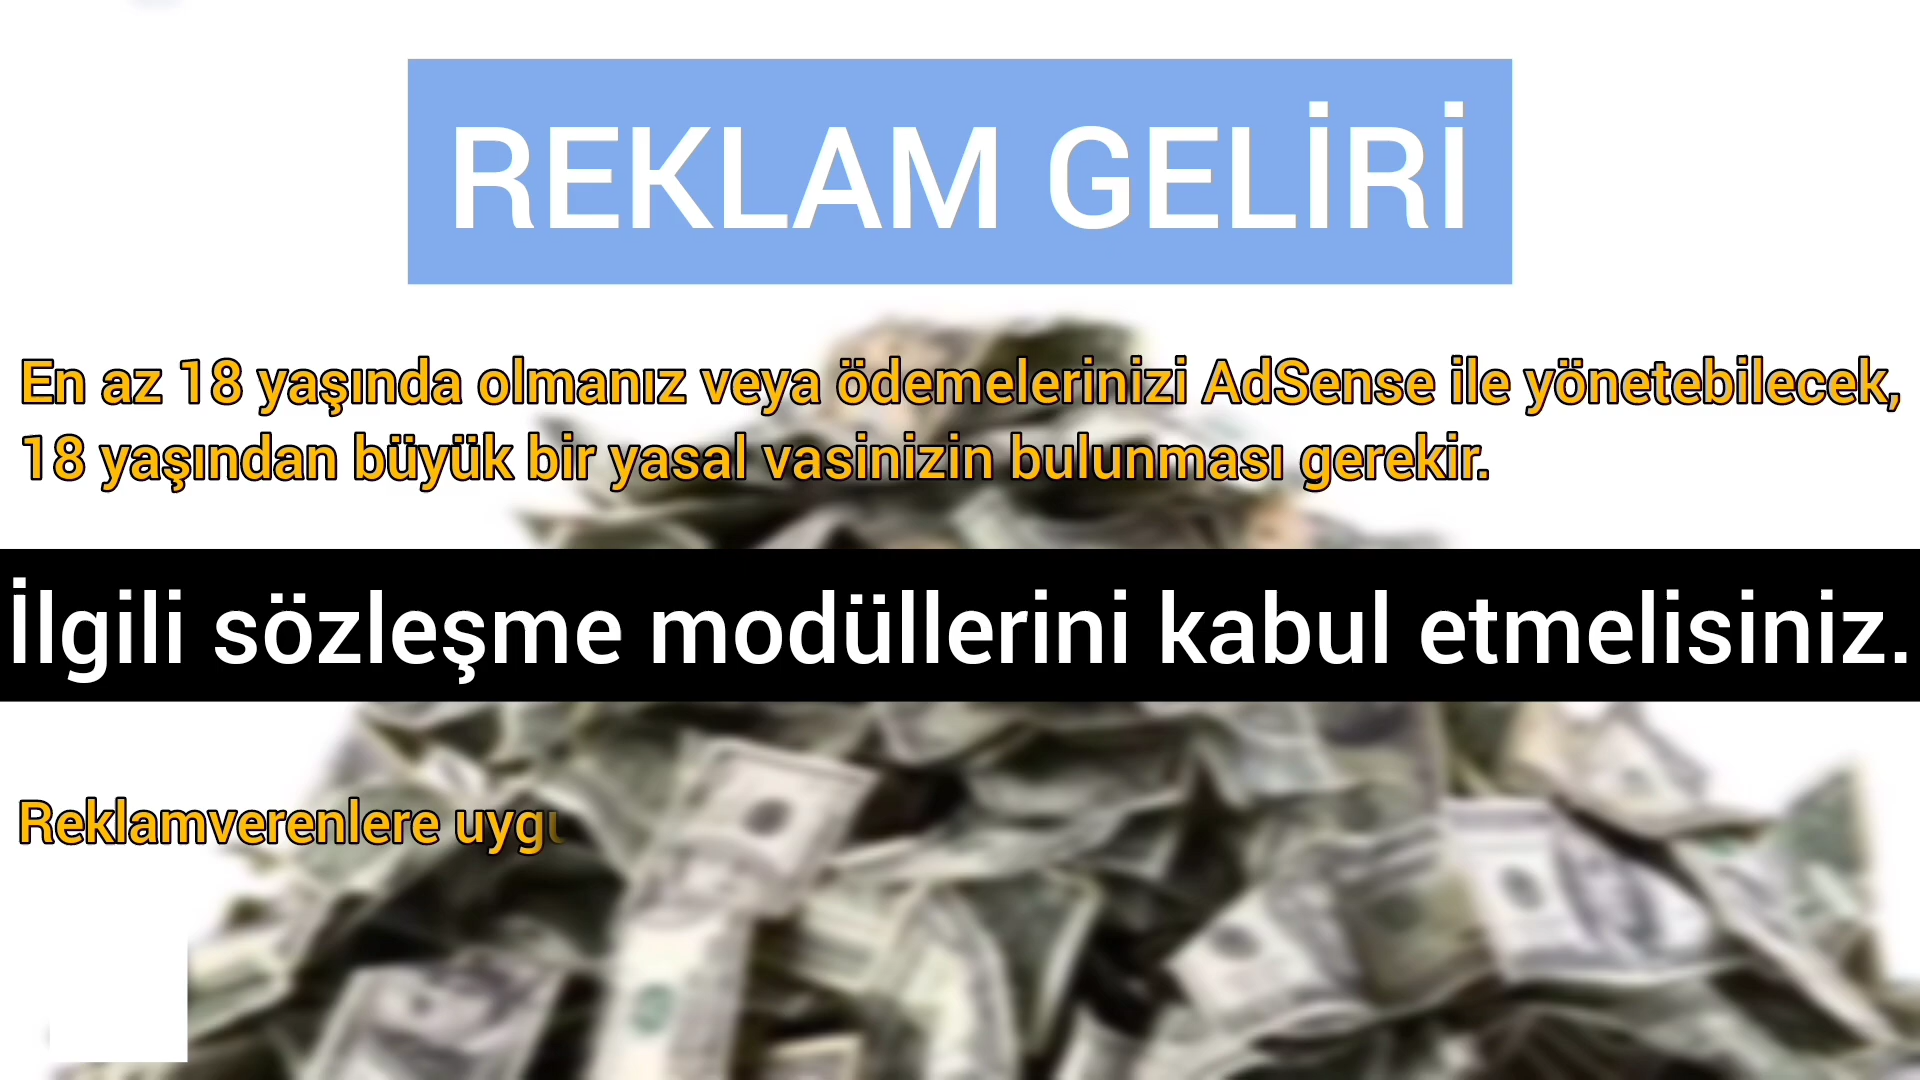 REKLAM GELİRİ
En az 18 yaşında olmanız veya ödemelerinizi AdSense ile yönetebilecek,
18 yaşından büyük bir yasal vasinizin bulunması gerekir.
İlgili sözleşme modüllerini kabul etmelisiniz.
Reklamverenlere